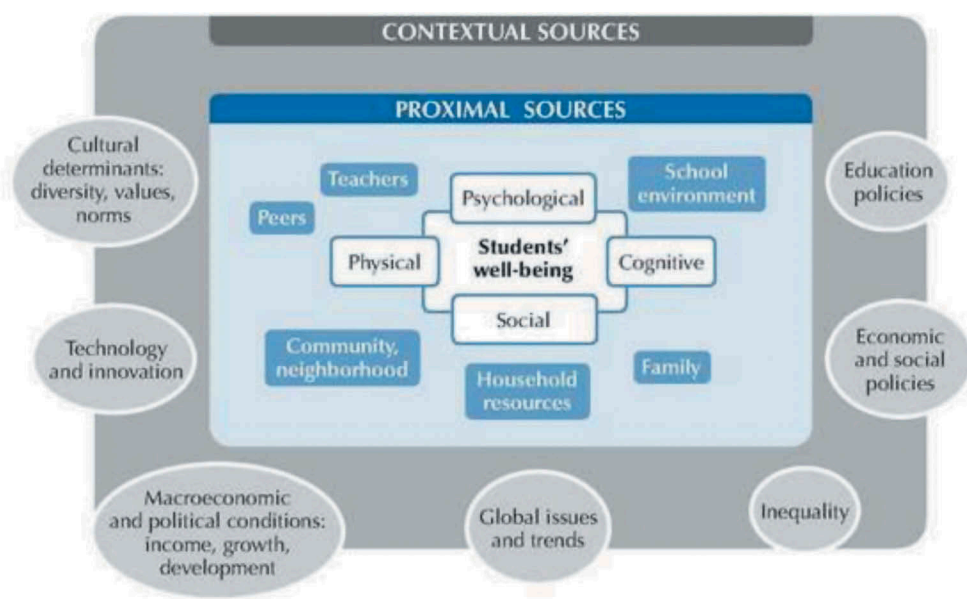 CONTEXTUAL SOURCES
PROXIMAL SOURCES
Cultural
determinants:
diversity, values,
norms
Teachers
Peers
Psychological
School
environment
Education
policies
Physical
Students’
well-being
Cognitive
Social
Technology
and innovation
Community,
neighborhood
Household
resources
Family
Economic
and social
policies
Macroeconomic
and political conditions:
income, growth,
development
Global issues
and trends
Inequality